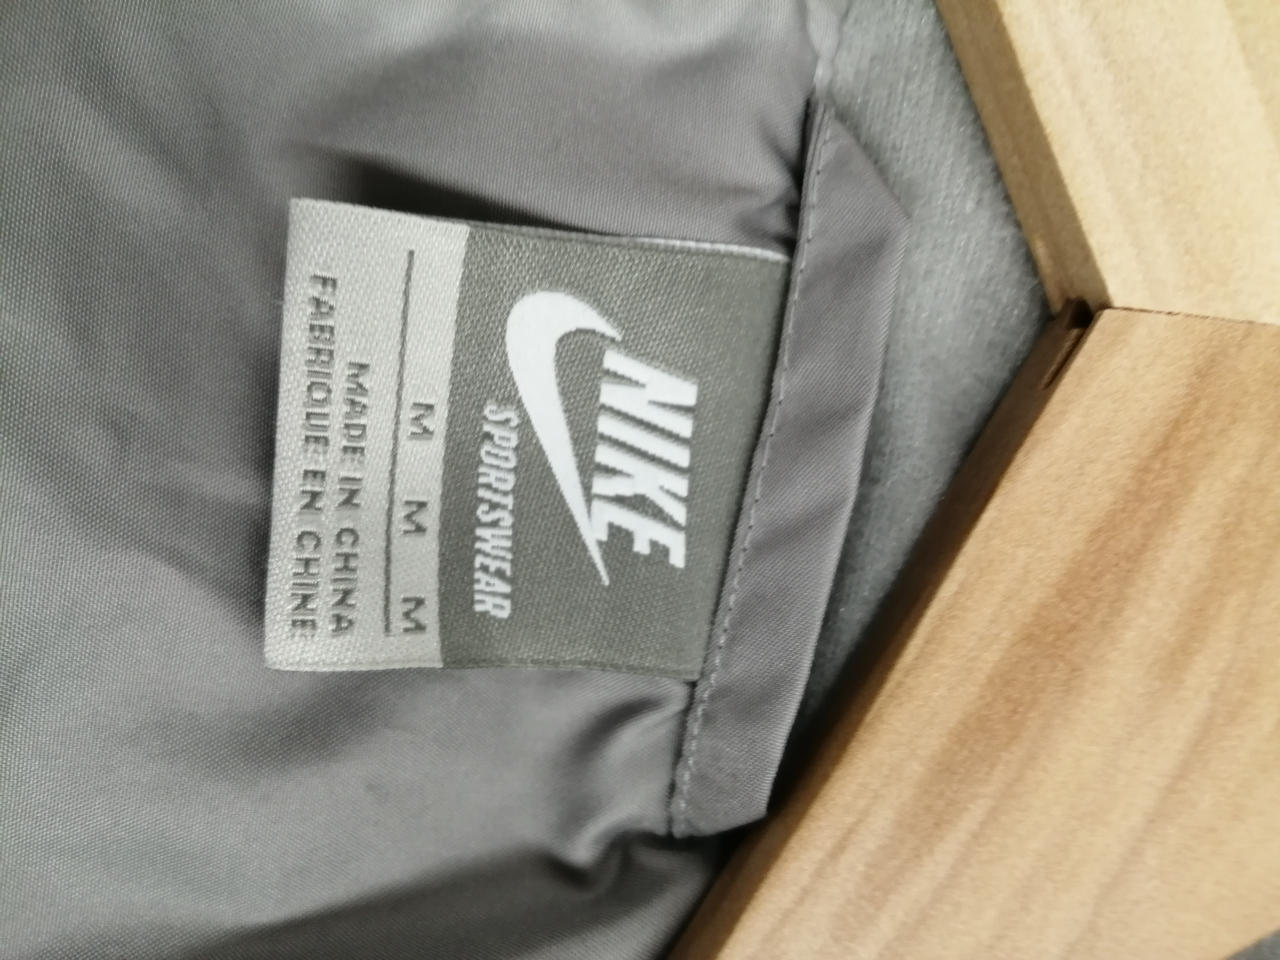 NIKE
SPORTSWEAR
M M M
MADE IN CHINA
FABRIQUE EN CHINE